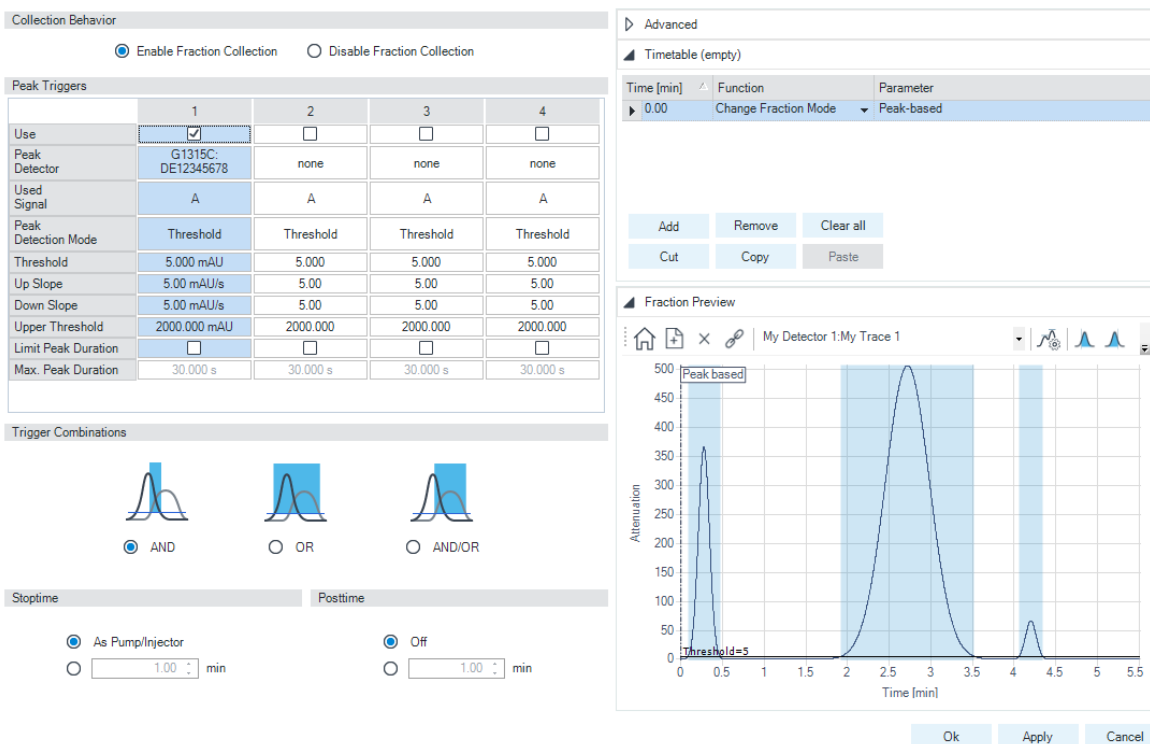 Collection Behavior
Enable Fraction Collection Disable Fraction Collection
Peak Triggers
1 2 3 4
Use
Peak
Detector
G1315C:
DE12345678
none none none
Used
Signal
A A A A
Peak
Detection Mode
Threshold Threshold Threshold Threshold
Threshold 5.000 mAU 5.000 5.000 5.000
Up Slope 5.00 mAU/s 5.00 5.00 5.00
Down Slope 5.00 mAU/s 5.00 5.00 5.00
Upper Threshold 2000.000 mAU 2000.000 2000.000 2000.000
Limit Peak Duration
Max. Peak Duration 30.000 s 30.000 s 30.000 s 30.000 s
Trigger Combinations
AND OR AND/OR
Stoptime Posttime
As Pump/Injector Off
1.00 min 1.00 min
Advanced
Timetable (empty)
Time [min] Function Parameter
0.00 Change Fraction Mode Peak-based
Add Remove Clear all
Cut Copy Paste
Fraction Preview
My Detector 1:My Trace 1
Peak based
500
450
400
350
300
250
200
150
100
50
0
Attenuation
Threshold=5
0 0.5 1 1.5 2 2.5 3 3.5 4 4.5 5 5.5
Time [min]
Ok Apply Cancel